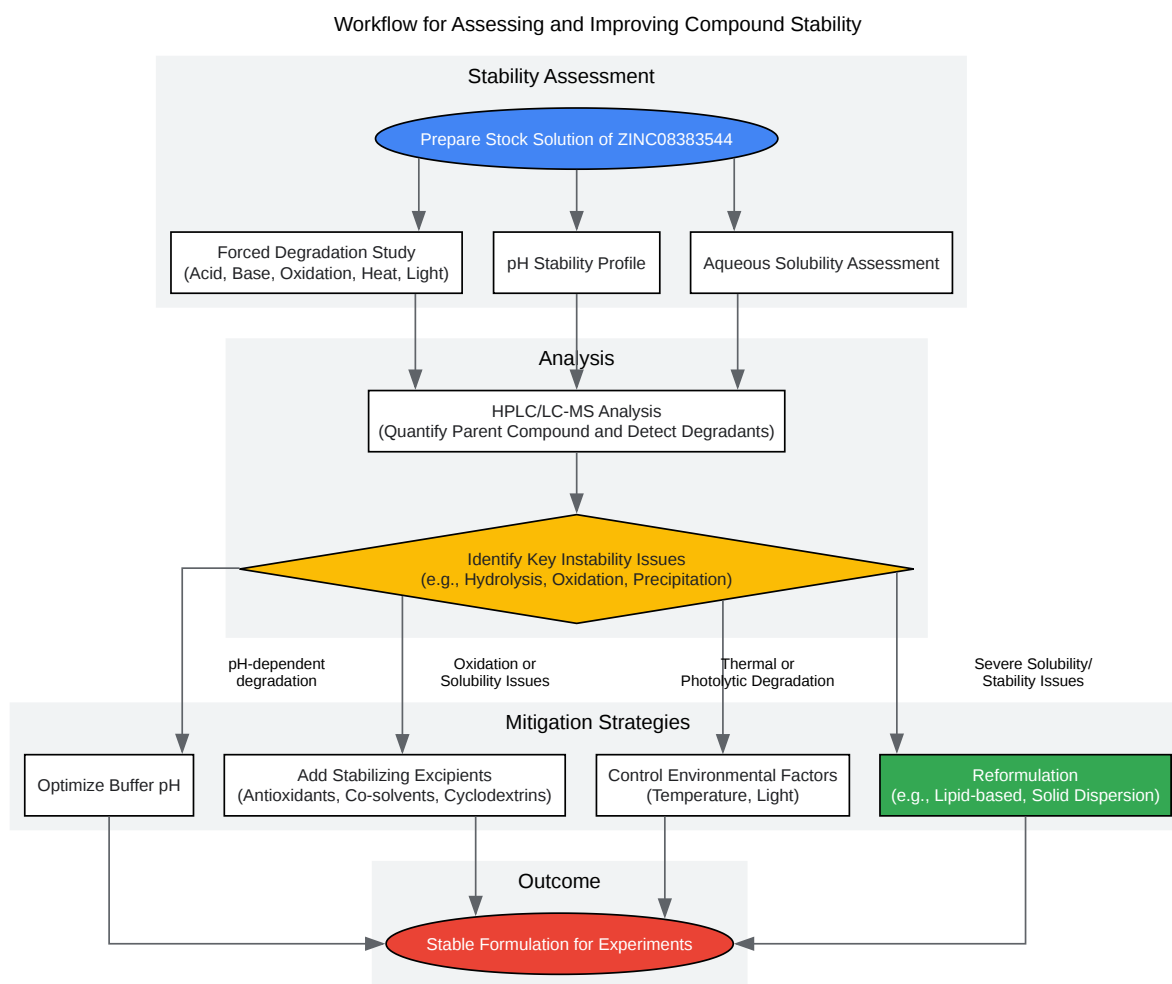 Workflow for Assessing and Improving Compound Stability
Stability Assessment
Prepare Stock Solution of ZINC08383544
Forced Degradation Study
(Acid, Base, Oxidation, Heat, Light)
pH Stability Profile
Aqueous Solubility Assessment
Analysis
HPLC/LC-MS Analysis
(Quantify Parent Compound and Detect Degradants)
Identify Key Instability Issues
(e.g., Hydrolysis, Oxidation, Precipitation)
pH-dependent
degradation
Oxidation or
Solubility Issues
Thermal or
Photolytic Degradation
Severe Solubility/
Stability Issues
Mitigation Strategies
Optimize Buffer pH
Add Stabilizing Excipients
(Antioxidants, Co-solvents, Cyclodextrins)
Control Environmental Factors
(Temperature, Light)
Reformulation
(e.g., Lipid-based, Solid Dispersion)
Outcome
Stable Formulation for Experiments